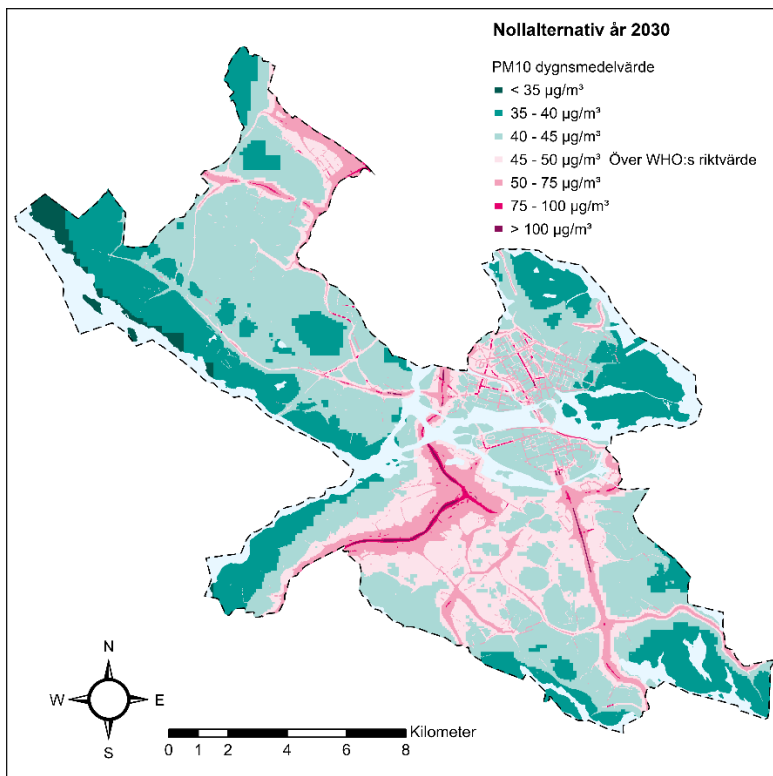 Nollalternativ år 2030
PM10 dygnsmedelvärde
< 35 µg/m³
35 - 40 µg/m³
40 - 45 µg/m³
45 - 50 µg/m³ Över WHO:s riktvärde
50 - 75 µg/m³
75 - 100 µg/m³
> 100 µg/m³
N
W E
S
Kilometer
0 1 2 4 6 8